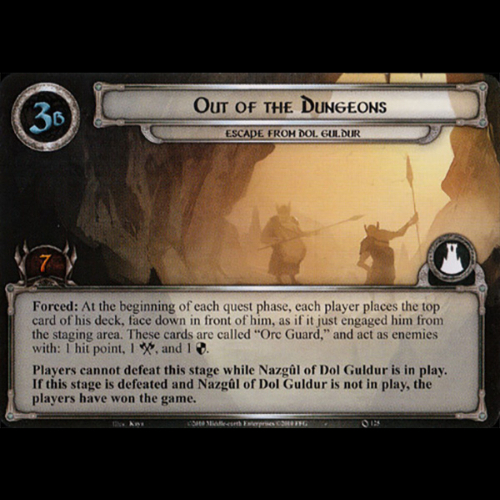 3B
OUT OF THE DUNGEONS
ESCAPE FROM DOL GULDUR
7
Forced: At the beginning of each quest phase, each player places the top
card of his deck, face down in front of him, as if it just engaged him from
the staging area. These cards are called “Orc Guard,” and act as enemies
with: 1 hit point, 1 , and 1 .
Players cannot defeat this stage while Nazgûl of Dol Guldur is in play.
If this stage is defeated and Nazgûl of Dol Guldur is not in play, the
players have won the game.
©2010 Middle-earth Enterprises ©2010 FFG
125